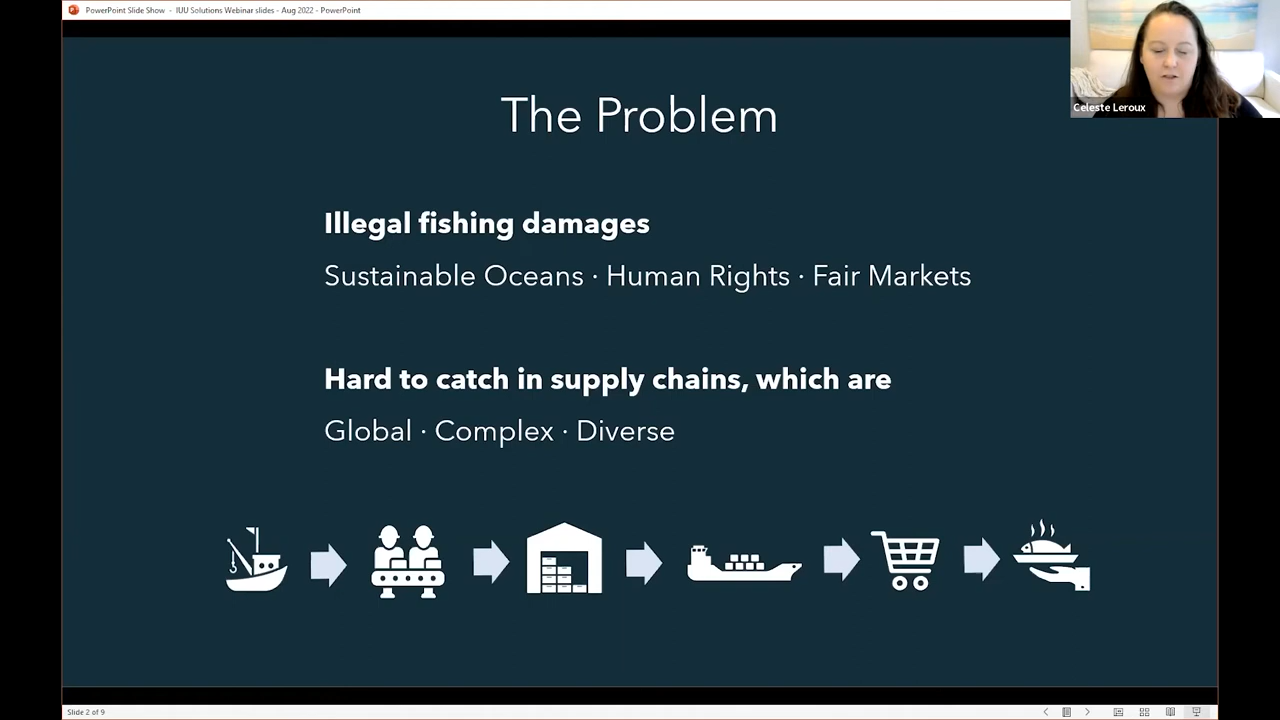 PowerPoint Slide Show - IUU Solutions Webinar slides - Aug 2022 - PowerPoint
Celeste Leroux
The Problem
Illegal fishing damages
Sustainable Oceans · Human Rights · Fair Markets
Hard to catch in supply chains, which are
Global · Complex · Diverse
Slide 2 of 9